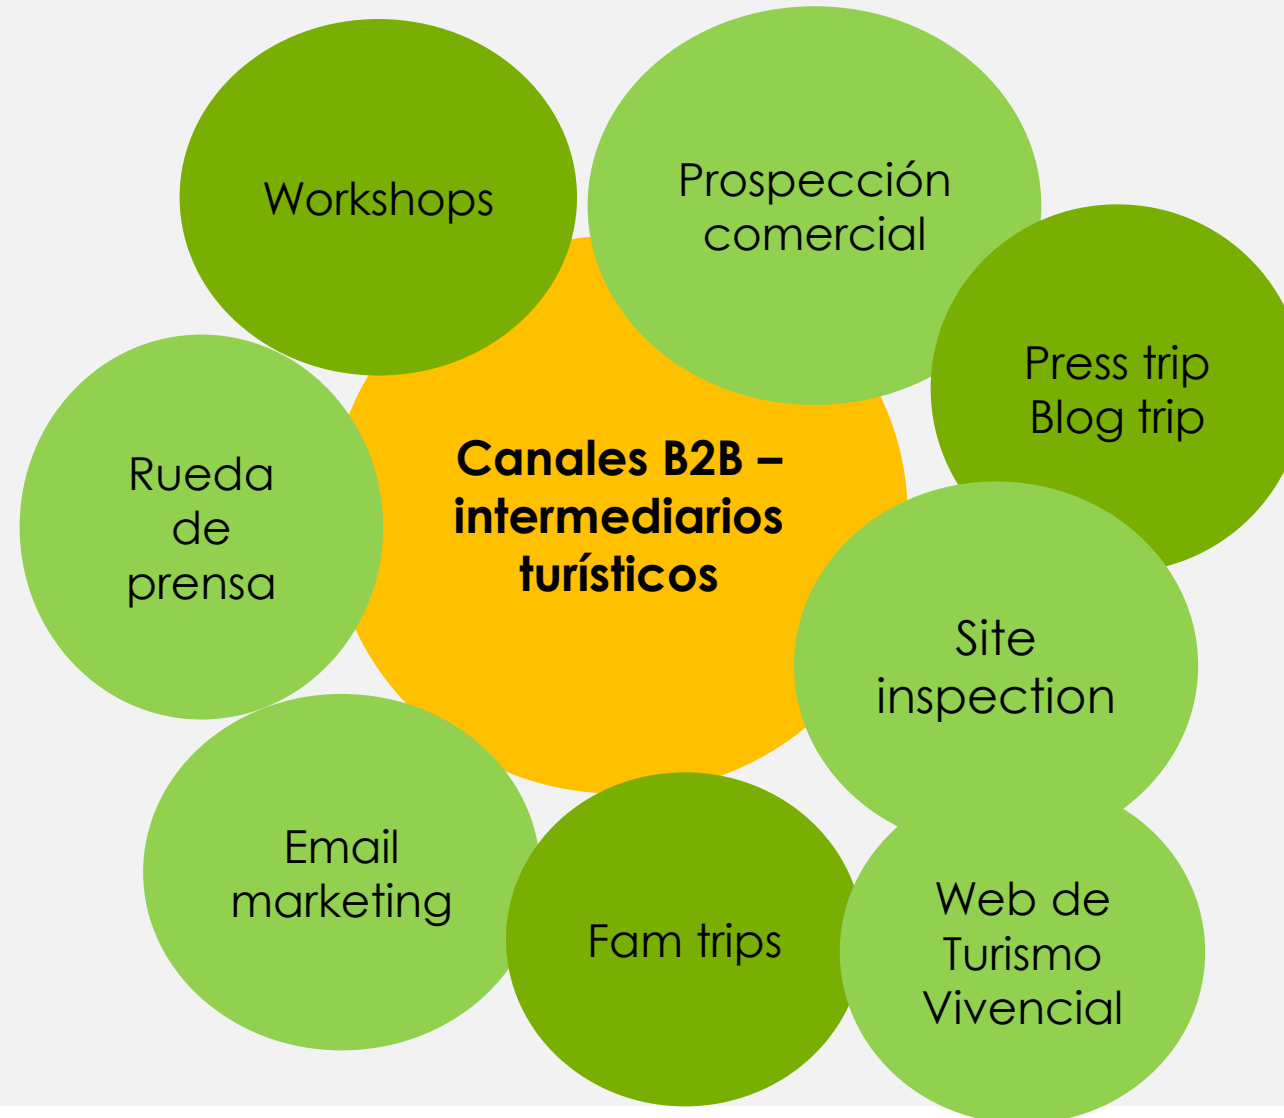 Workshops
Prospección
comercial
Press trip
Blog trip
Canales B2B –
intermediarios
turísticos
Rueda
de
prensa
Site
inspection
Email
marketing
Fam trips
Web de
Turismo
Vivencial